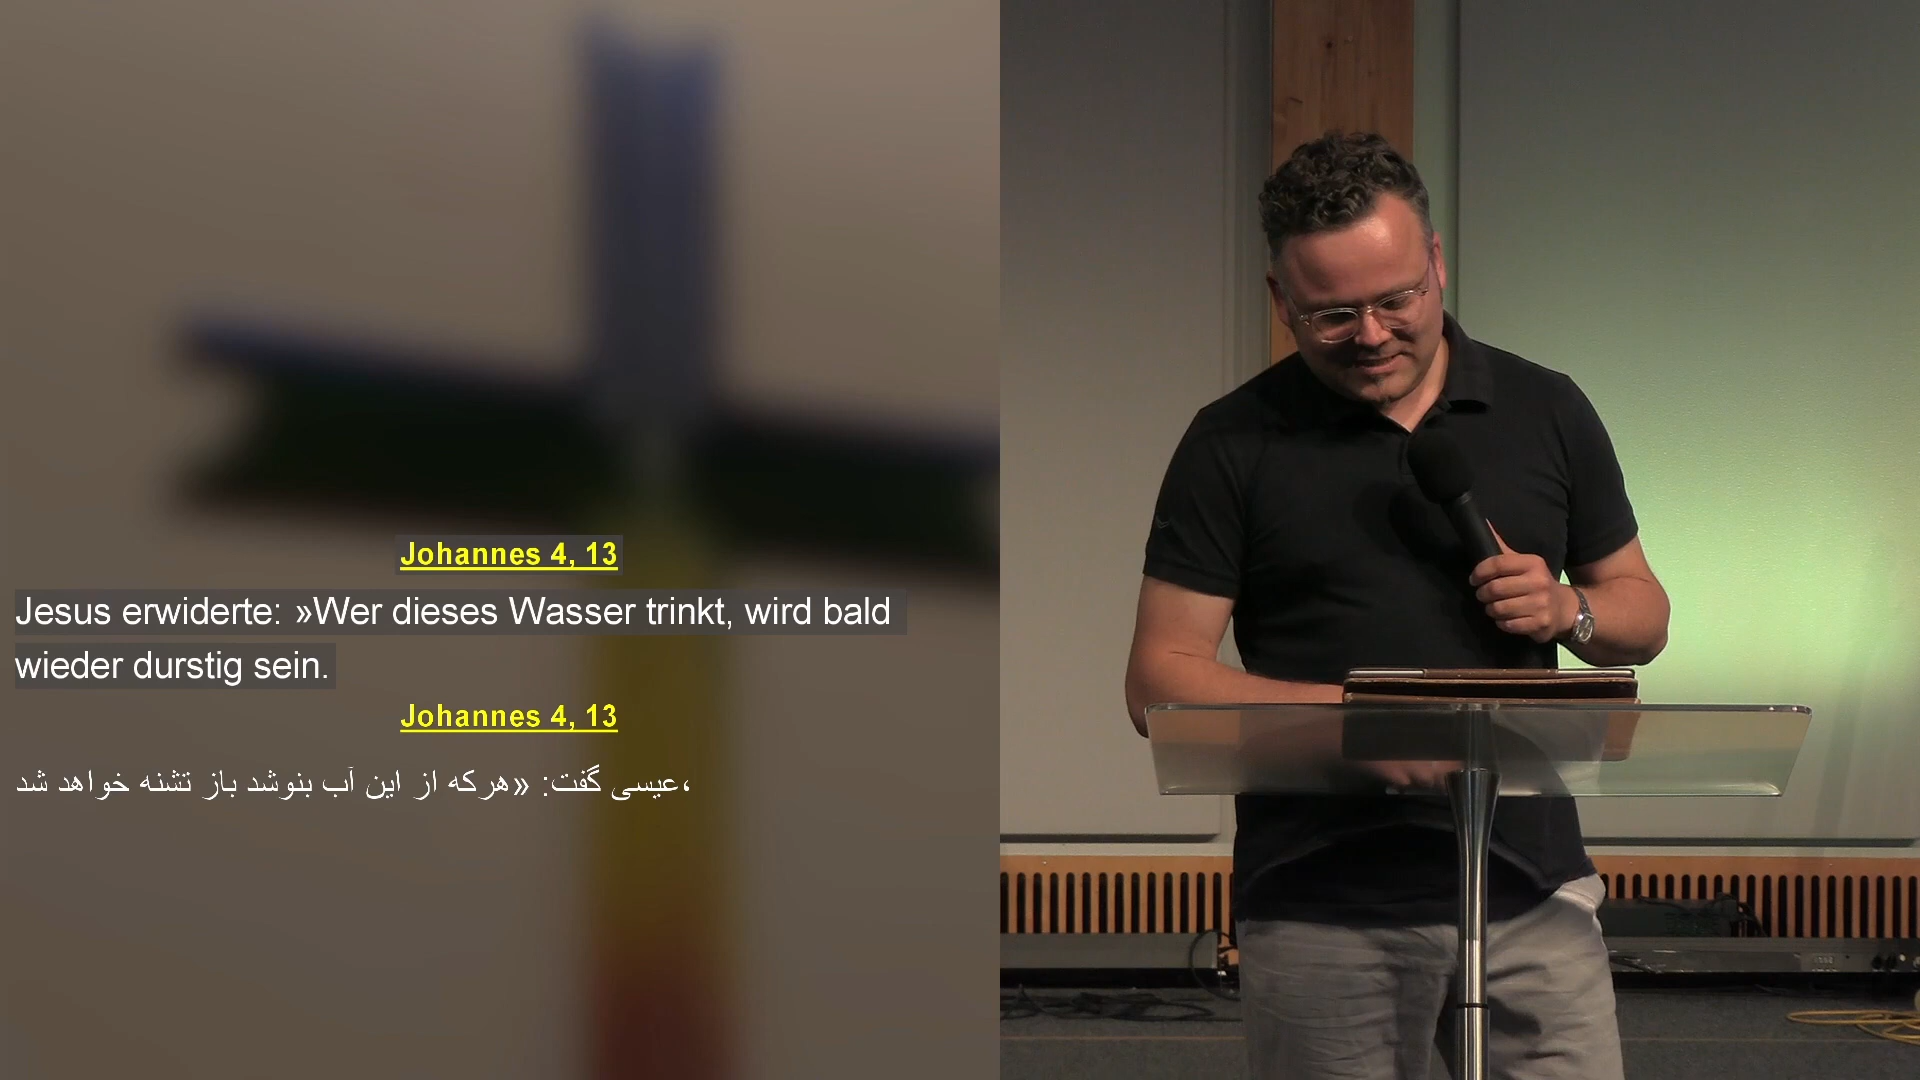 Johannes 4, 13
Jesus erwiderte: »Wer dieses Wasser trinkt, wird bald
wieder durstig sein.
Johannes 4, 13
عیسی گفت: «هرکه از این آب بنوشد باز تشنه خواهد شد،